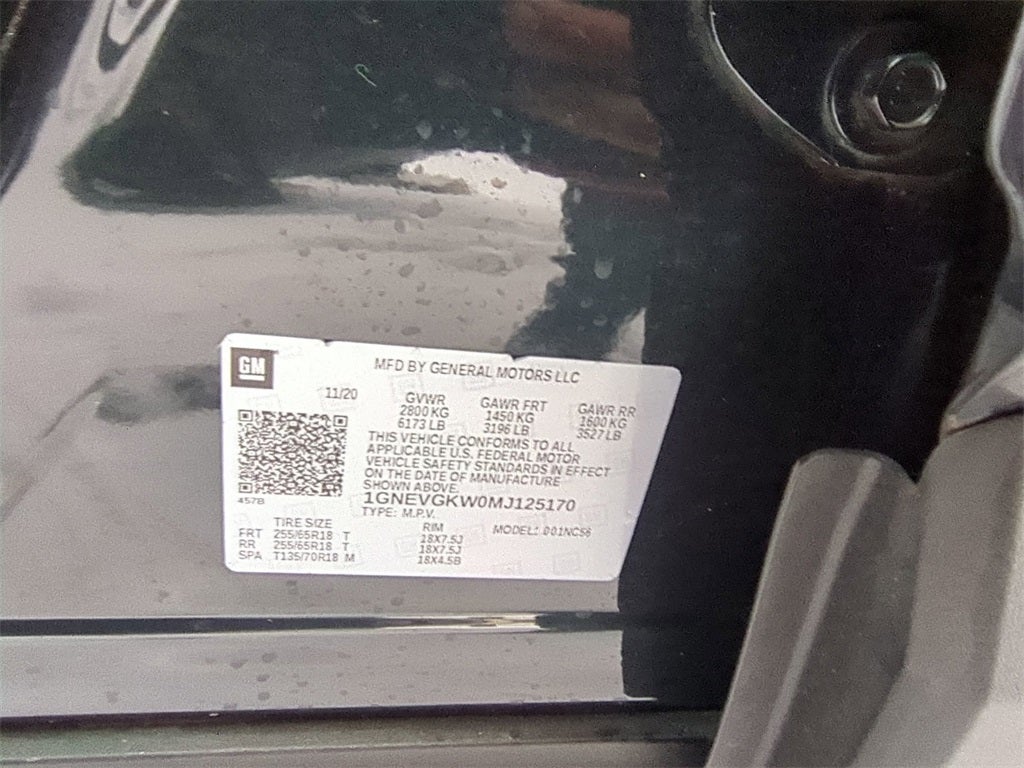 GM
MFD BY GENERAL MOTORS LLC
11/20 GVWR GAWR FRT GAWR RR
2800 KG 1450 KG 1600 KG
6173 LB 3196 LB 3527 LB
THIS VEHICLE CONFORMS TO ALL
APPLICABLE U.S. FEDERAL MOTOR
VEHICLE SAFETY STANDARDS IN EFFECT
ON THE DATE OF MANUFACTURE
SHOWN ABOVE.
457B 1GNEVGKW0MJ125170
TYPE: M.P.V. MODEL: 001NC56
TIRE SIZE RIM
FRT 255/65R18 T 18X7.5J
RR 255/65R18 T 18X7.5J
SPA T135/70R18 M 18X4.5B